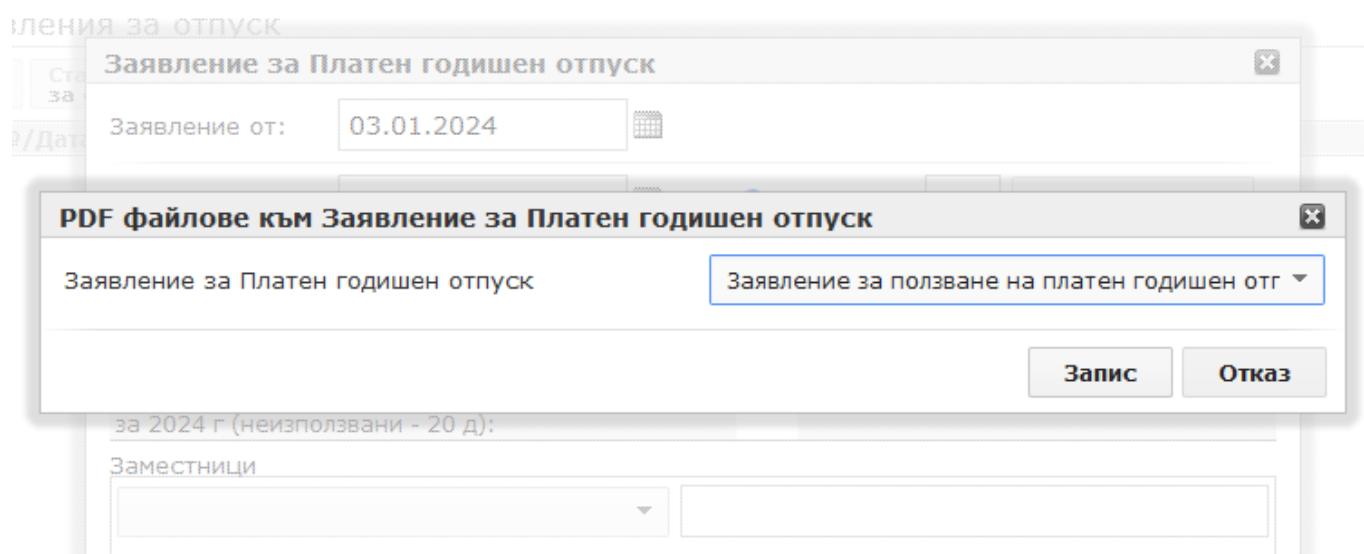 за отпуск
Заявление за Платен годишен отпуск
за
Заявление от: 03.01.2024
PDF файлове към Заявление за Платен годишен отпуск
Заявление за Платен годишен отпуск Заявление за ползване на платен годишен отг
Запис Отказ
за 2024 г (неизползвани - 20 д):
Заместници